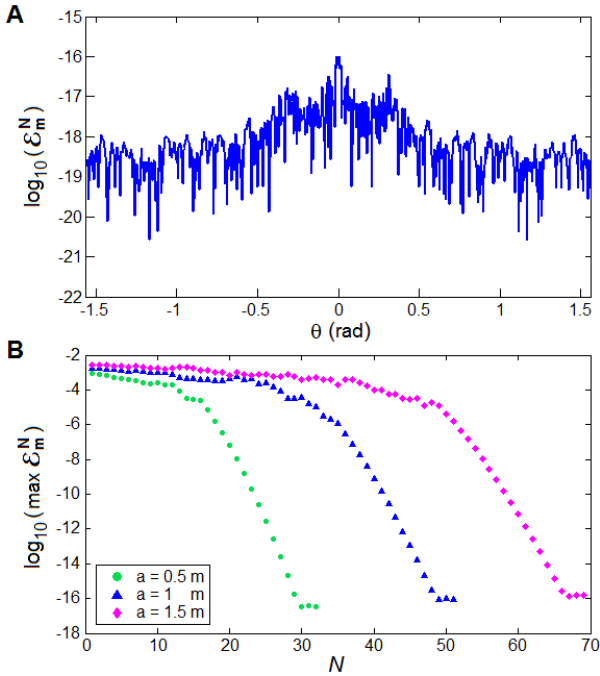 A
-15
-16
-17
-18
-19
-20
-21
-22
log10(ℰmN)
-1.5 -1 -0.5 0 0.5 1 1.5
θ (rad)
B
-2
-4
-6
-8
-10
-12
-14
-16
-18
log10(max ℰmN)
a = 0.5 m
a = 1 m
a = 1.5 m
0 10 20 30 40 50 60 70
N